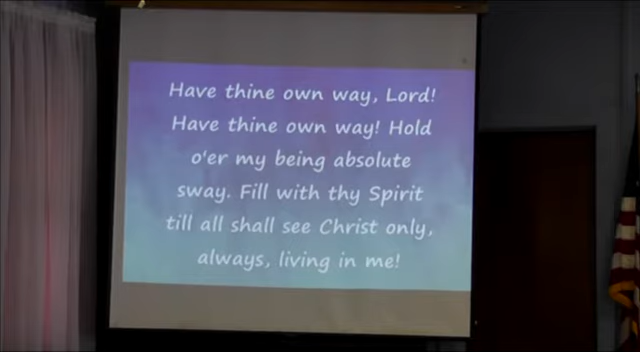 Have thine own way, Lord!
Have thine own way! Hold
o'er my being absolute
sway. Fill with thy Spirit
till all shall see Christ only,
always, living in me!